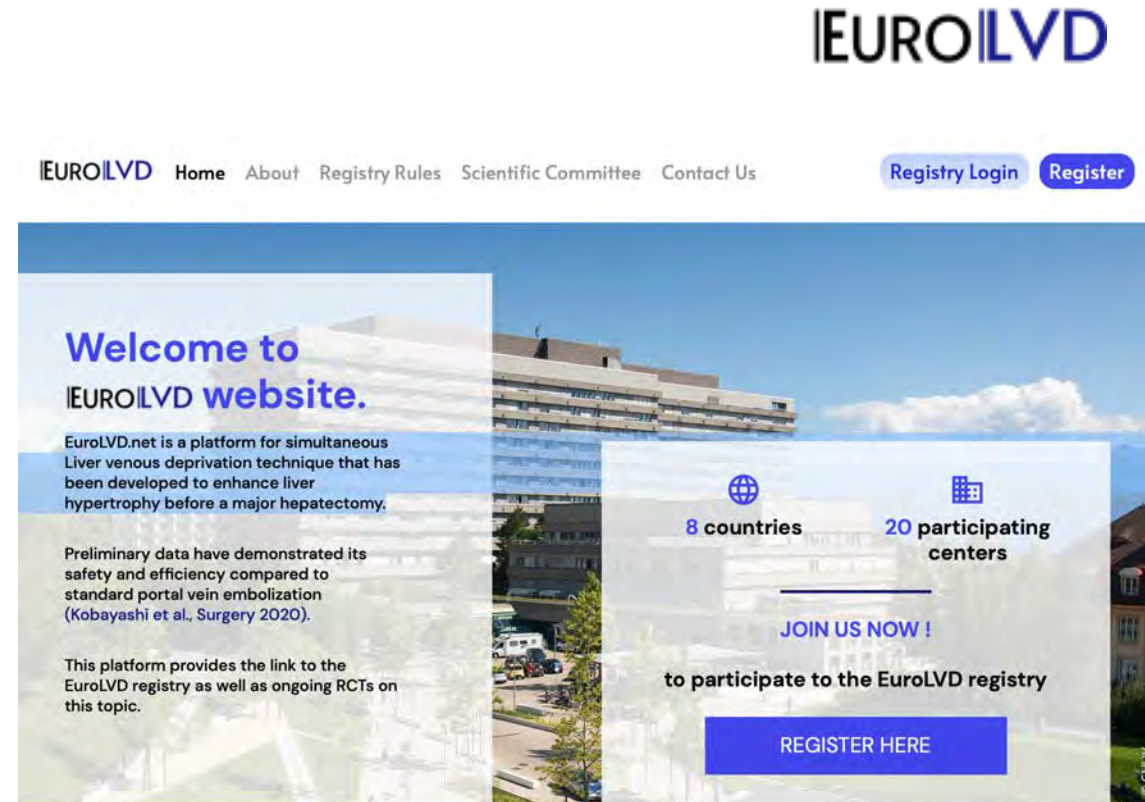 EUROLVD
EUROLVD Home About Registry Rules Scientific Committee Contact Us Registry Login Register
Welcome to
EUROLVD website.
EuroLVD.net is a platform for simultaneous
Liver venous deprivation technique that has
been developed to enhance liver
hypertrophy before a major hepatectomy.
Preliminary data have demonstrated its
safety and efficiency compared to
standard portal vein embolization
(Kobayashi et al., Surgery 2020).
This platform provides the link to the
EuroLVD registry as well as ongoing RCTs on
this topic.
8 countries
20 participating
centers
JOIN US NOW !
to participate to the EuroLVD registry
REGISTER HERE